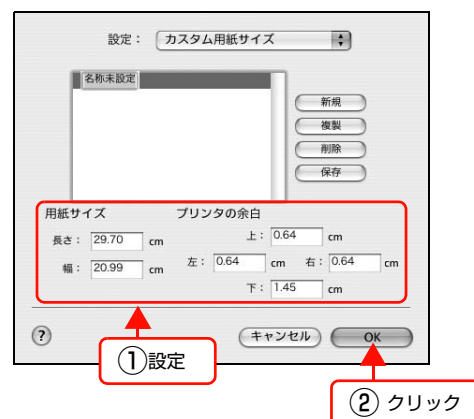 設定： カスタム用紙サイズ
名称未設定
新規
複製
削除
保存
用紙サイズ プリンタの余白
長さ： 29.70 cm 上： 0.64 cm
幅： 20.99 cm 左： 0.64 cm 右： 0.64 cm
下： 1.45 cm
? キャンセル OK
①設定
② クリック